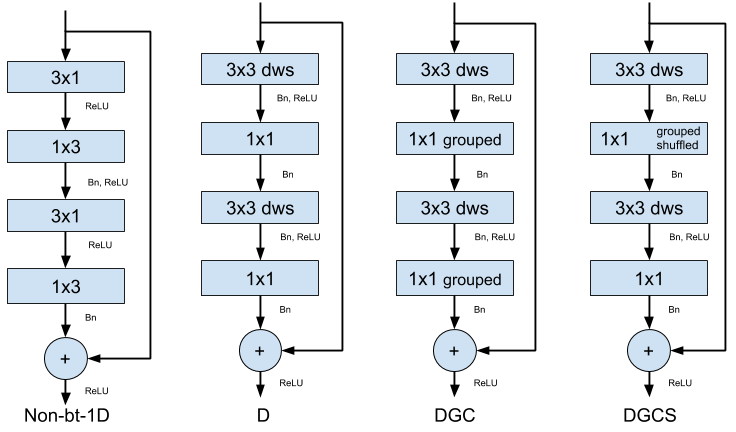 3x1
ReLU
1x3
Bn, ReLU
3x1
ReLU
1x3
Bn
+
ReLU
Non-bt-1D
3x3 dws
Bn, ReLU
1x1
Bn
3x3 dws
Bn, ReLU
1x1
Bn
+
ReLU
D
3x3 dws
Bn, ReLU
1x1 grouped
Bn
3x3 dws
Bn, ReLU
1x1 grouped
Bn
+
ReLU
DGC
3x3 dws
Bn, ReLU
1x1 grouped
shuffled
Bn
3x3 dws
Bn, ReLU
1x1
Bn
+
ReLU
DGCS